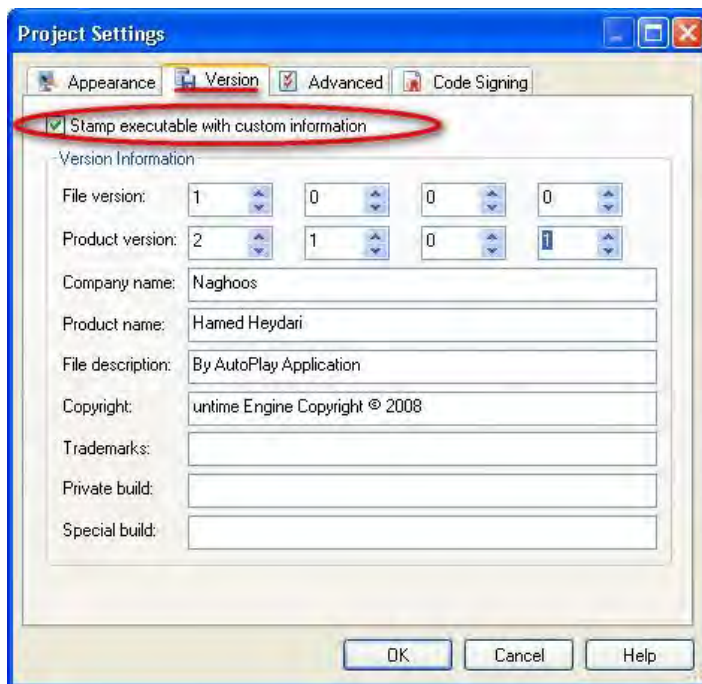 Project Settings
Appearance Version Advanced Code Signing
Stamp executable with custom information
Version Information
File version: 1 0 0 0
Product version: 2 1 0 1
Company name: Naghoos
Product name: Hamed Heydari
File description: By AutoPlay Application
Copyright: untime Engine Copyright © 2008
Trademarks:
Private build:
Special build:
OK Cancel Help